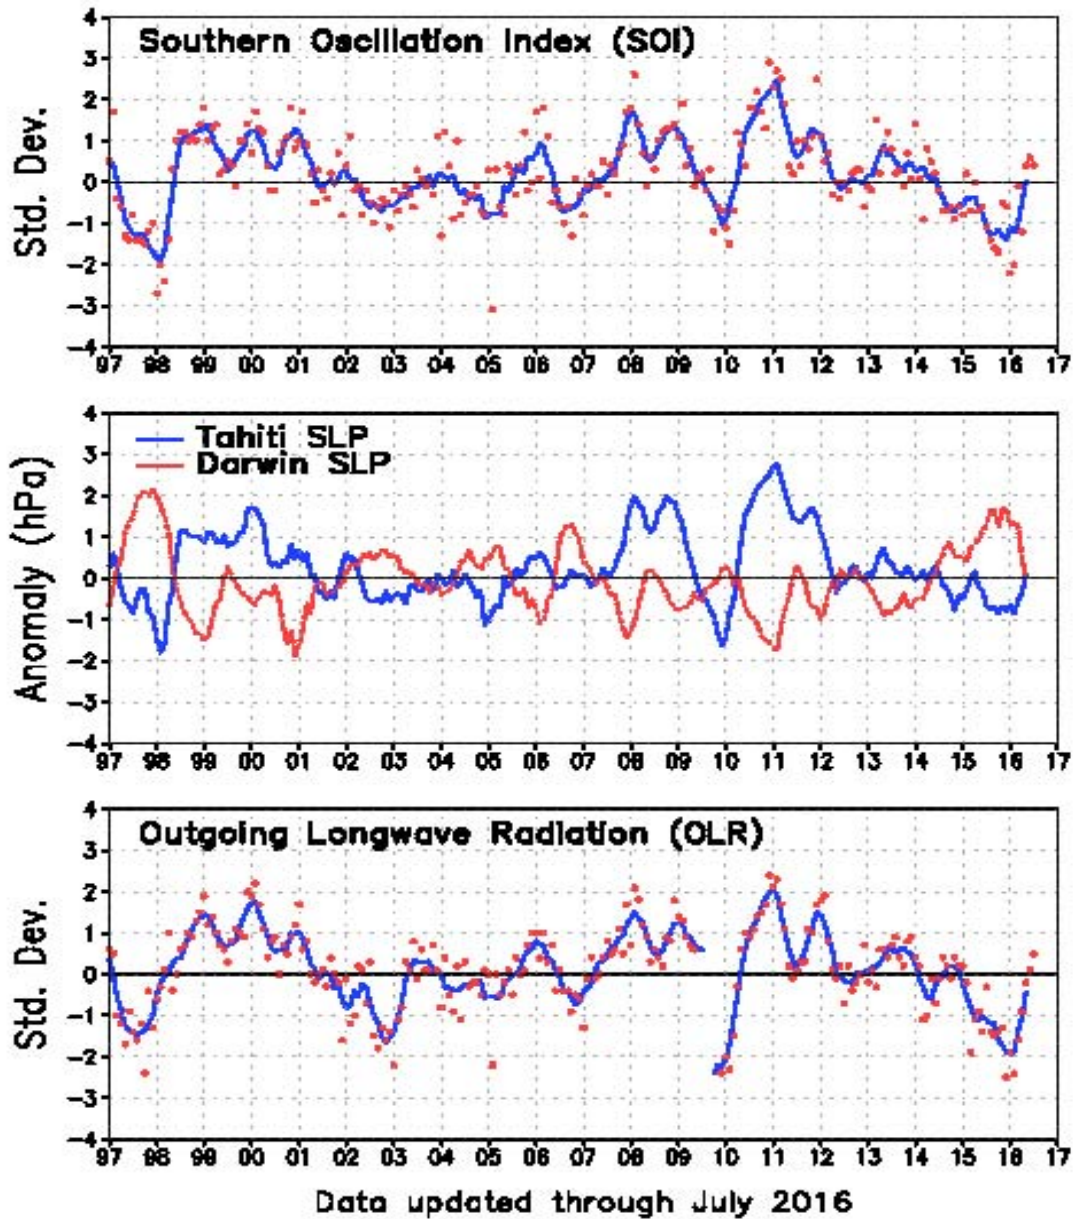 Southern Oscillation Index (SOI)
Std. Dev.
4
3
2
1
0
-1
-2
-3
-4
97 98 99 00 01 02 03 04 05 06 07 08 09 10 11 12 13 14 15 16 17
Tahiti SLP
Darwin SLP
Anomaly (hPa)
4
3
2
1
0
-1
-2
-3
-4
97 98 99 00 01 02 03 04 05 06 07 08 09 10 11 12 13 14 15 16 17
Outgoing Longwave Radiation (OLR)
Std. Dev.
4
3
2
1
0
-1
-2
-3
-4
97 98 99 00 01 02 03 04 05 06 07 08 09 10 11 12 13 14 15 16 17
Data updated through July 2016